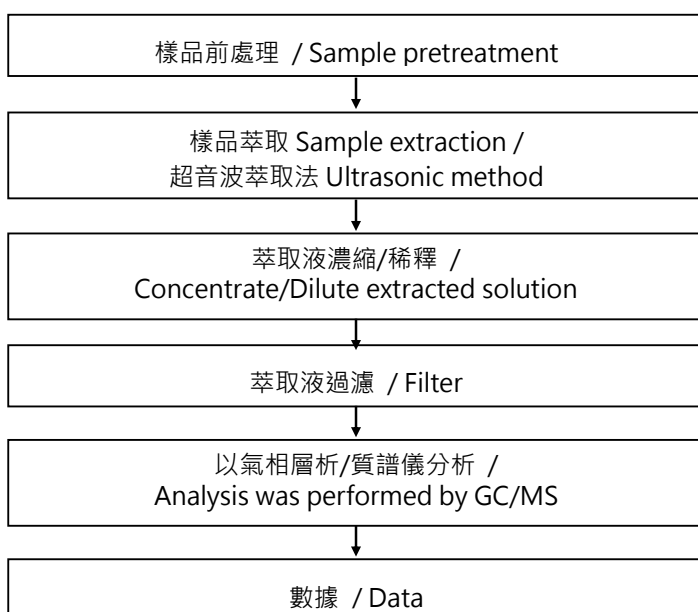 樣品前處理 / Sample pretreatment
樣品萃取 Sample extraction /
超音波萃取法 Ultrasonic method
萃取液濃縮/稀釋 /
Concentrate/Dilute extracted solution
萃取液過濾 / Filter
以氣相層析/質譜儀分析 /
Analysis was performed by GC/MS
數據 / Data